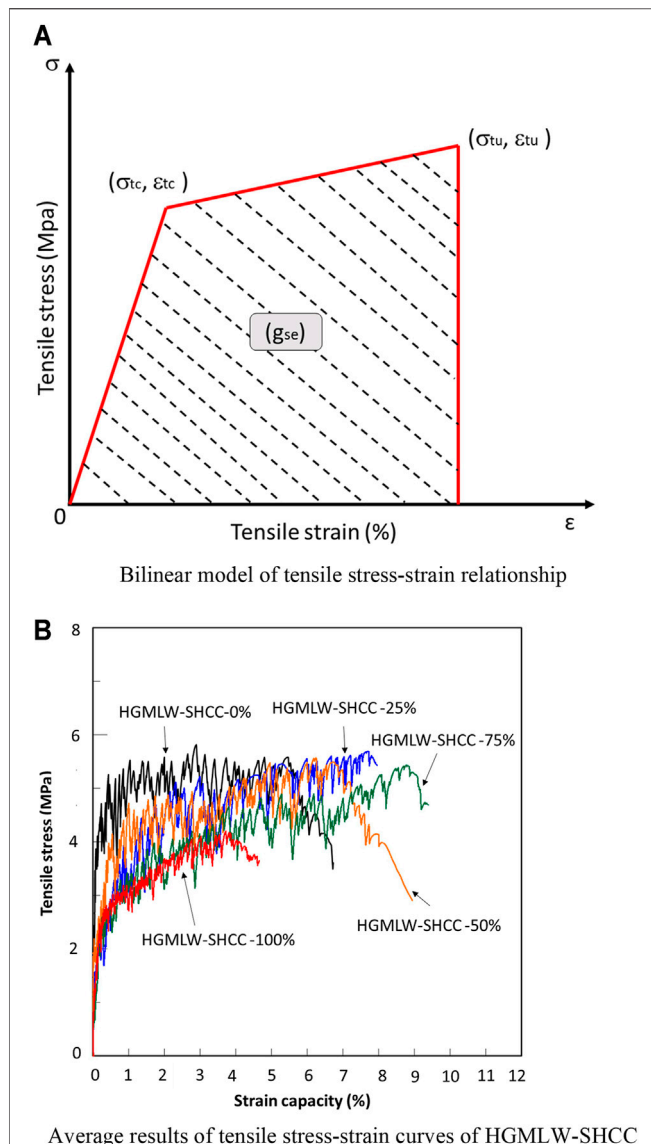 A
σ
(σtu, εtu )
(σtc, εtc )
Tensile stress (Mpa)
(gse)
0
Tensile strain (%)
ε
Bilinear model of tensile stress-strain relationship
B
8
HGMLW-SHCC-0%
HGMLW-SHCC -25%
6
HGMLW-SHCC -75%
Tensile stress (MPa)
4
2
HGMLW-SHCC -50%
HGMLW-SHCC -100%
0
0 1 2 3 4 5 6 7 8 9 10 11 12
Strain capacity (%)
Average results of tensile stress-strain curves of HGMLW-SHCC